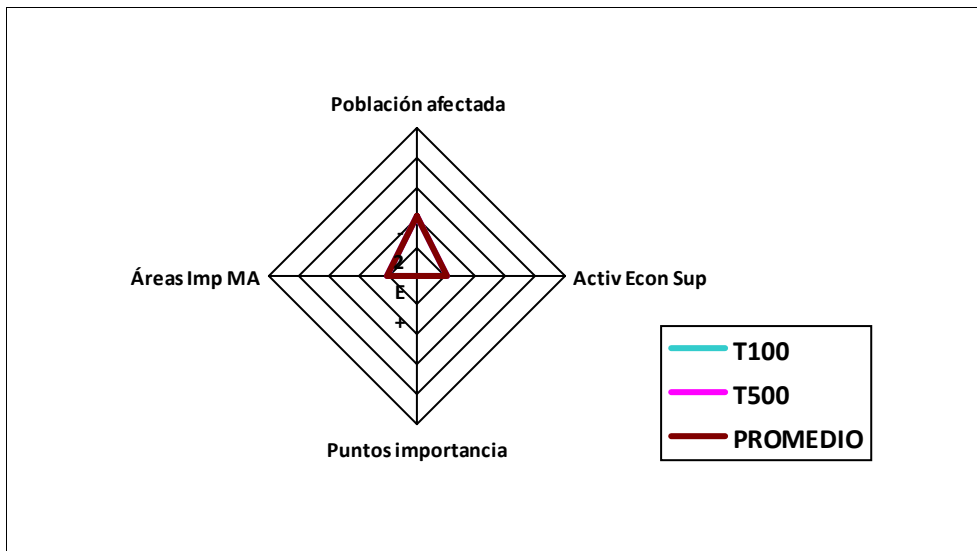 Población afectada
-
2
E
+
Áreas Imp MA
Activ Econ Sup
Puntos importancia
T100
T500
PROMEDIO